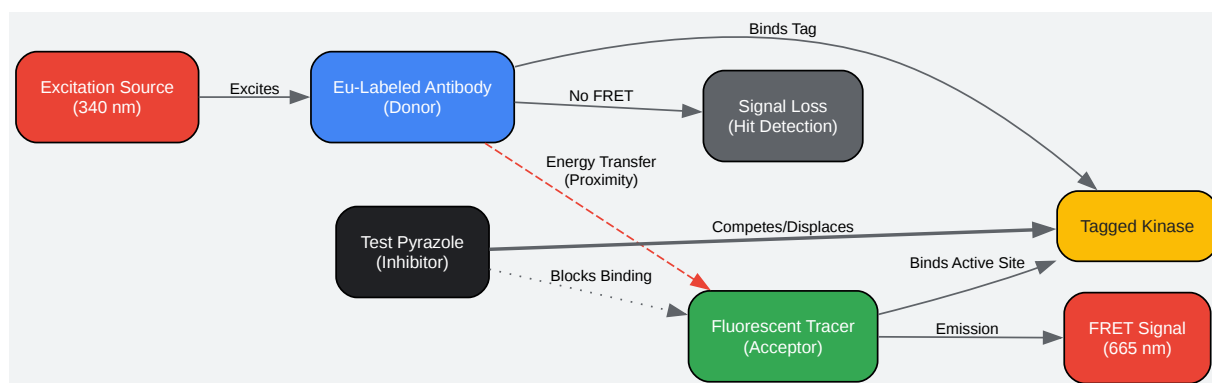 Binds Tag
Excitation Source
(340 nm)
Excites
Eu-Labeled Antibody
(Donor)
No FRET
Signal Loss
(Hit Detection)
Energy Transfer
(Proximity)
Test Pyrazole
(Inhibitor)
Competes/Displaces
Tagged Kinase
Blocks Binding
Binds Active Site
Fluorescent Tracer
(Acceptor)
Emission
FRET Signal
(665 nm)